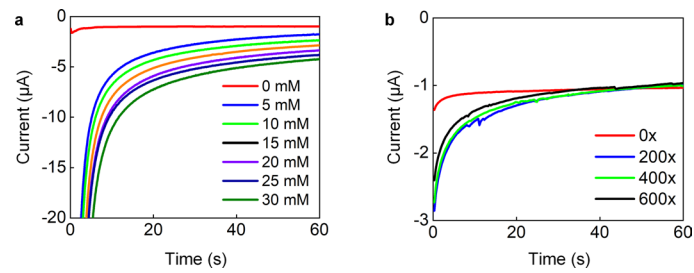 a
0
-5
-10
-15
-20
Current (µA)
0
20
40
60
Time (s)
0 mM
5 mM
10 mM
15 mM
20 mM
25 mM
30 mM
b
0
-1
-2
-3
Current (µA)
0
20
40
60
Time (s)
0x
200x
400x
600x